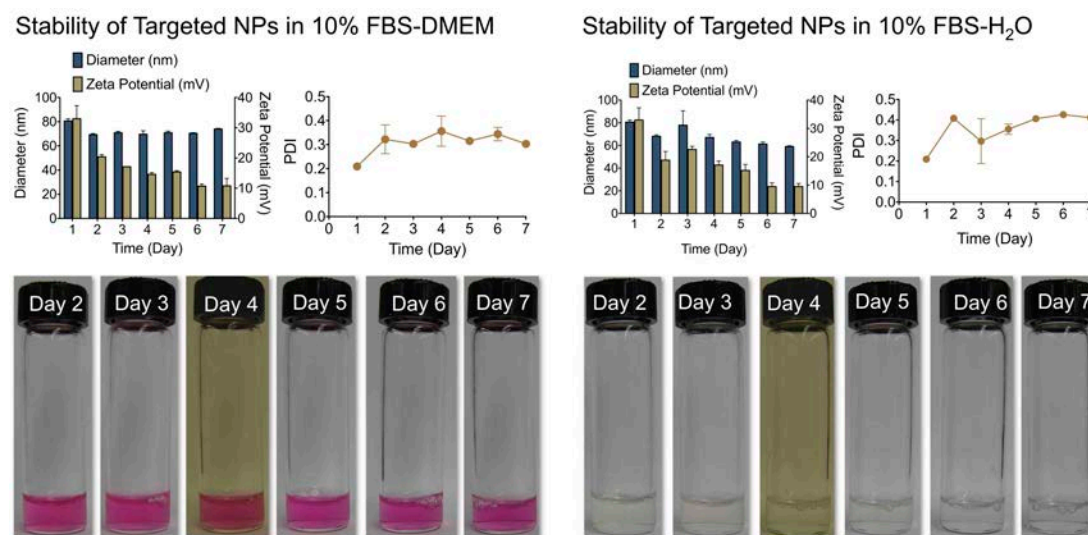 Stability of Targeted NPs in 10% FBS-DMEM
Diameter (nm)
Zeta Potential (mV)
100
80
60
40
20
0
Diameter (nm)
40
30
20
10
0
Zeta Potential (mV)
1 2 3 4 5 6 7
Time (Day)
0.5
0.4
0.3
0.2
0.1
0.0
PDI
0 1 2 3 4 5 6 7
Time (Day)
Stability of Targeted NPs in 10% FBS-H₂O
Diameter (nm)
Zeta Potential (mV)
100
80
60
40
20
0
Diameter (nm)
40
30
20
10
0
Zeta Potential (mV)
1 2 3 4 5 6 7
Time (Day)
0.5
0.4
0.3
0.2
0.1
0.0
PDI
0 1 2 3 4 5 6 7
Time (Day)
Day 2 Day 3 Day 4 Day 5 Day 6 Day 7
Day 2 Day 3 Day 4 Day 5 Day 6 Day 7